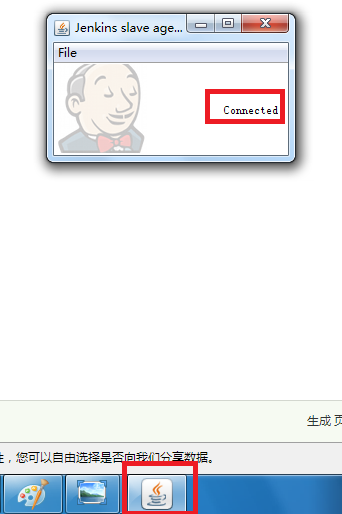 Jenkins slave age...
File
Connected
生成 页
性，您可以自由选择是否向我们分享数据。